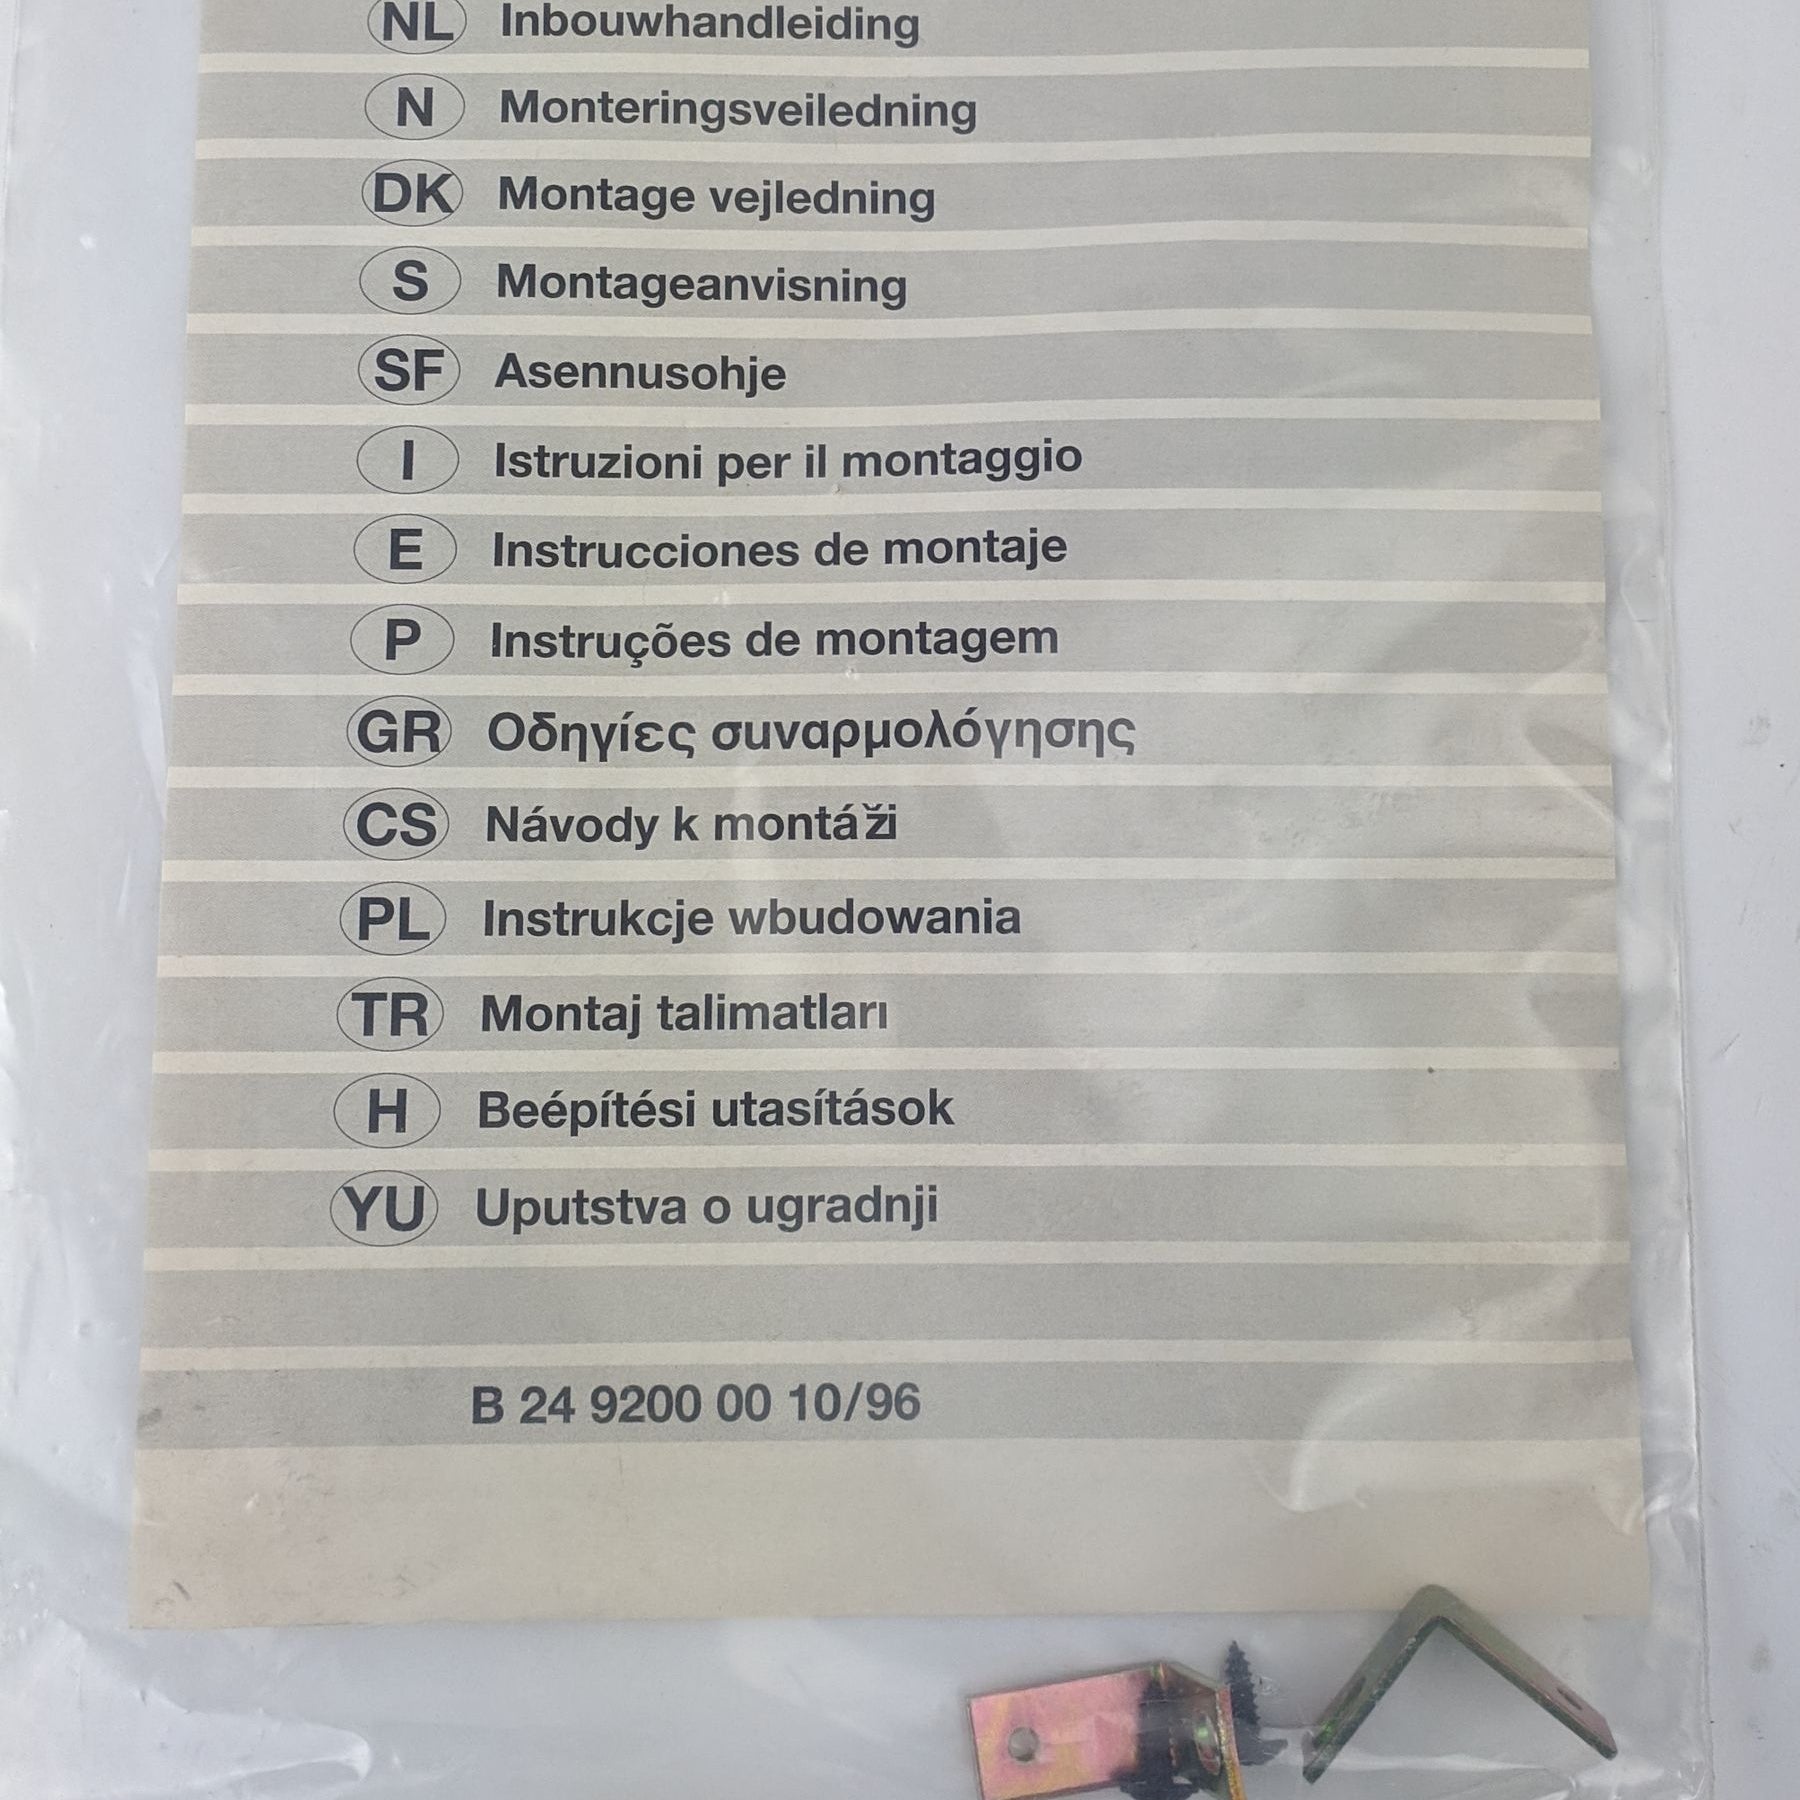 NL Inbouwhandleiding
N Monteringsveiledning
DK Montage vejledning
S Montageanvisning
SF Asennusohje
I Istruzioni per il montaggio
E Instrucciones de montaje
P Instruções de montagem
GR Οδηγίες συναρμολόγησης
CS Návody k montáži
PL Instrukcje wbudowania
TR Montaj talimatları
H Beépítési utasítások
YU Uputstva o ugradnji
B 24 9200 00 10/96